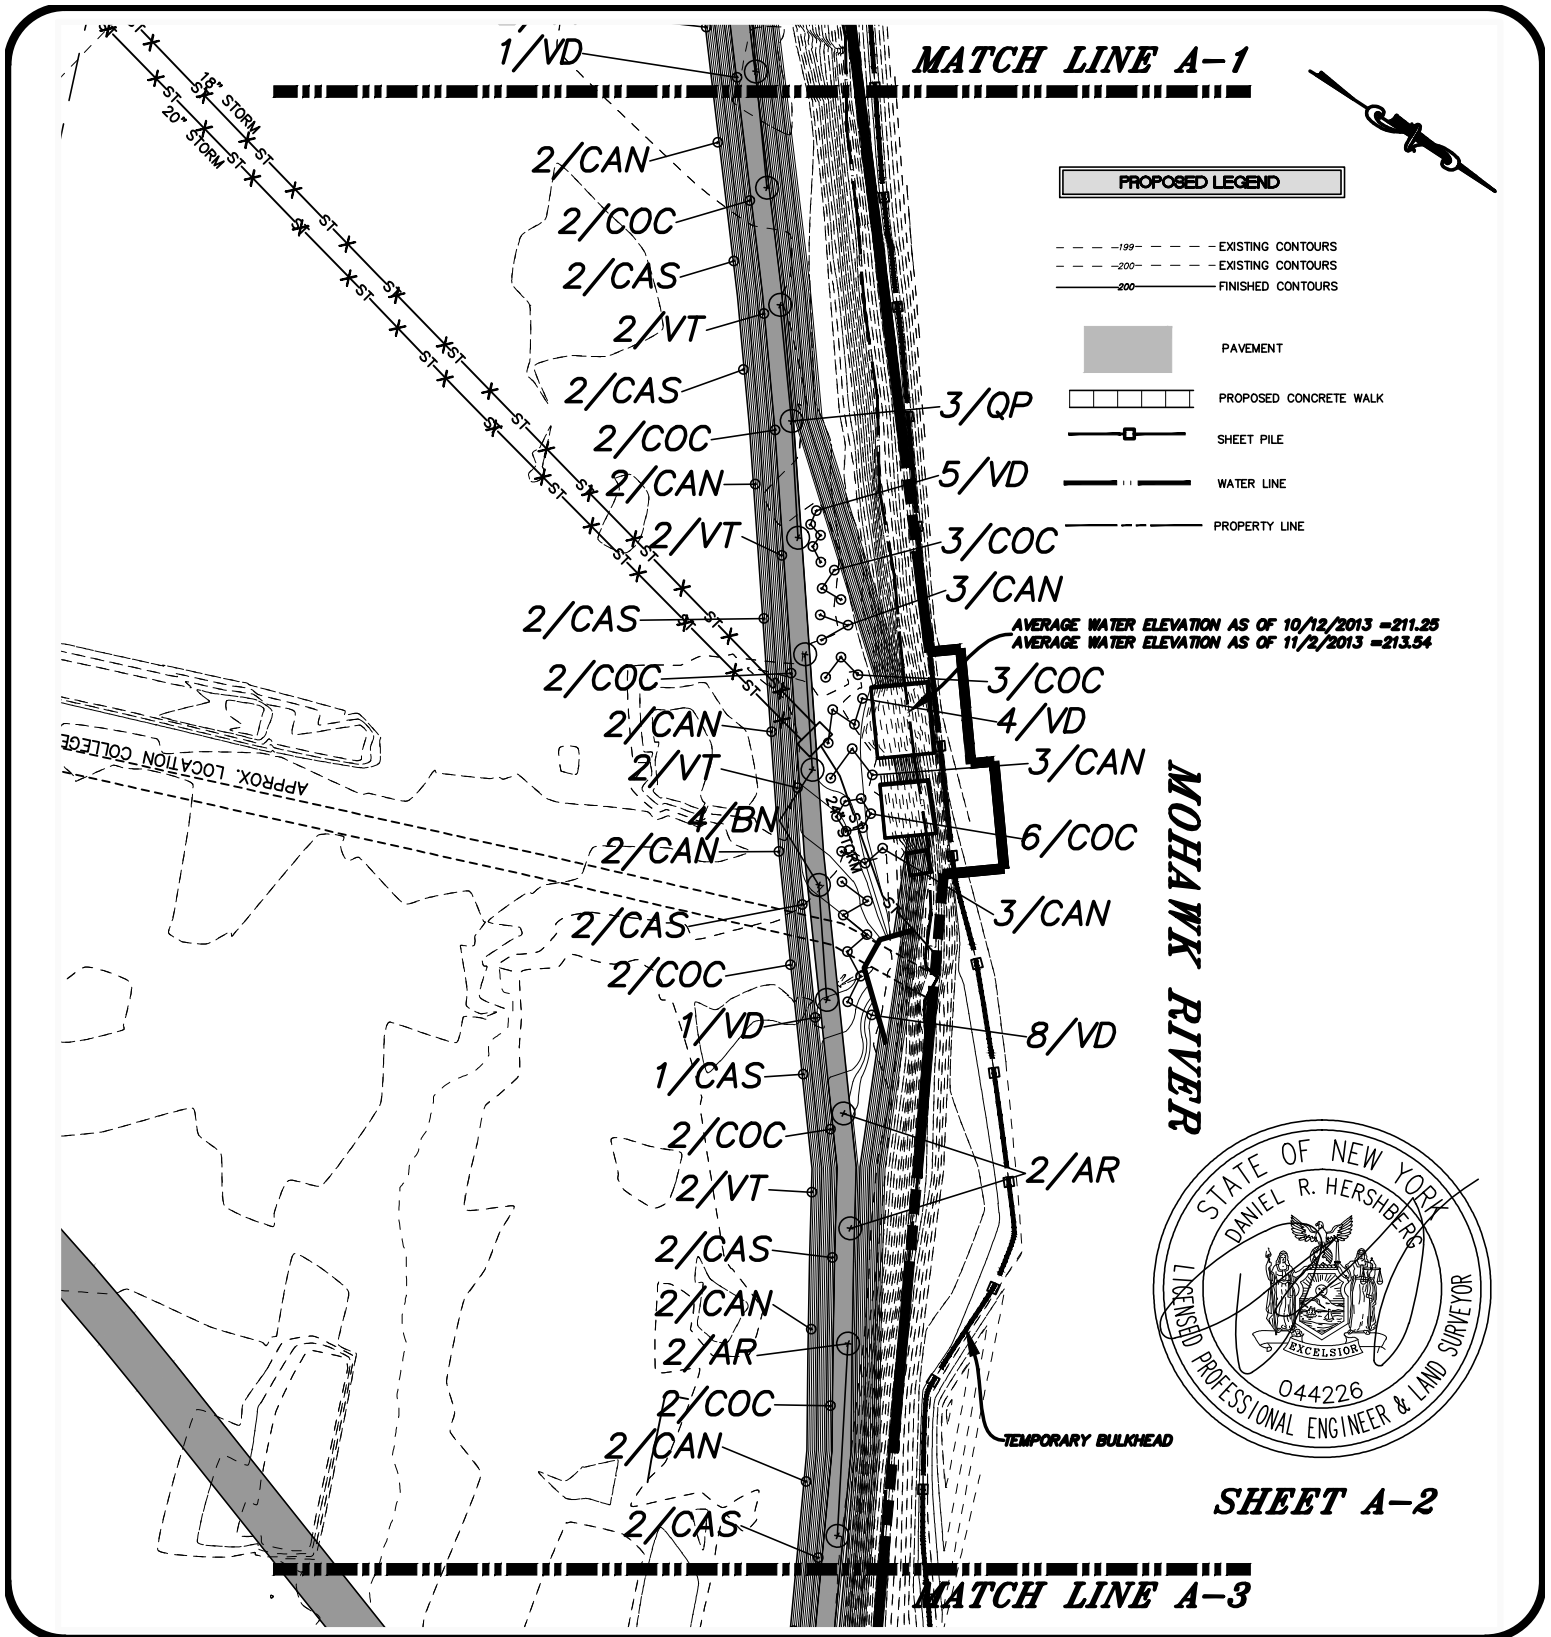 1/VD
MATCH LINE A-1
18" STORM
20" STORM
ST
2/CAN
2/COC
2/CAS
2/VT
2/CAS
2/COC
2/CAN
2/VT
2/CAS
2/COC
2/CAN
2/VT
4/BN
2/CAN
2/CAS
2/COC
1/VD
1/CAS
2/COC
2/VT
2/CAS
2/CAN
2/AR
2/COC
2/CAN
2/CAS
PROPOSED LEGEND
199 EXISTING CONTOURS
200 EXISTING CONTOURS
200 FINISHED CONTOURS
PAVEMENT
PROPOSED CONCRETE WALK
SHEET PILE
WATER LINE
PROPERTY LINE
3/QP
5/VD
3/COC
3/CAN
AVERAGE WATER ELEVATION AS OF 10/12/2013 =211.25
AVERAGE WATER ELEVATION AS OF 11/2/2013 =213.54
3/COC
4/VD
3/CAN
6/COC
3/CAN
8/VD
2/AR
24" STORM
APPROX. LOCATION COLLEGE
MOHAWK RIVER
STATE OF NEW YORK
DANIEL R. HERSHBERG
EXCELSIOR
044226
LICENSED PROFESSIONAL ENGINEER & LAND SURVEYOR
TEMPORARY BULKHEAD
SHEET A-2
MATCH LINE A-3